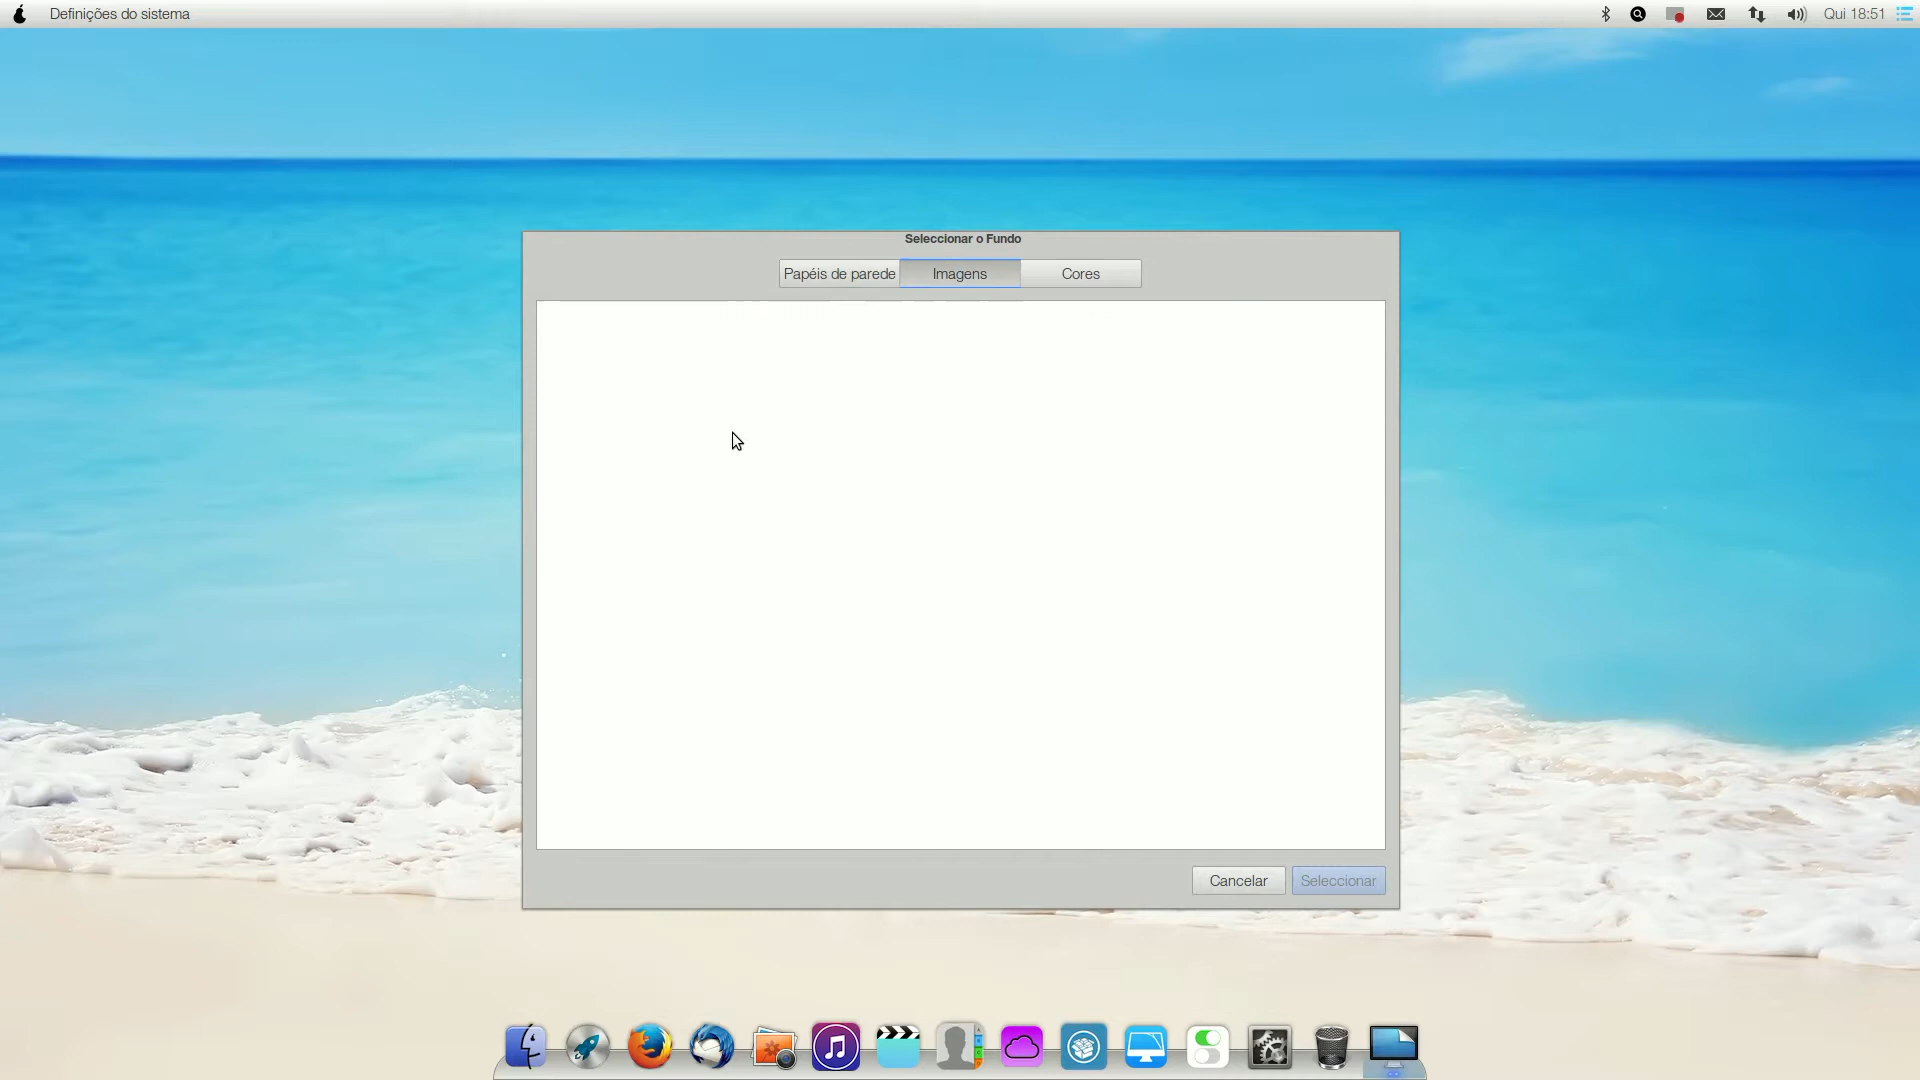 Definições do sistema
Qui 18:51
Seleccionar o Fundo
Papéis de parede
Imagens
Cores
Cancelar
Seleccionar